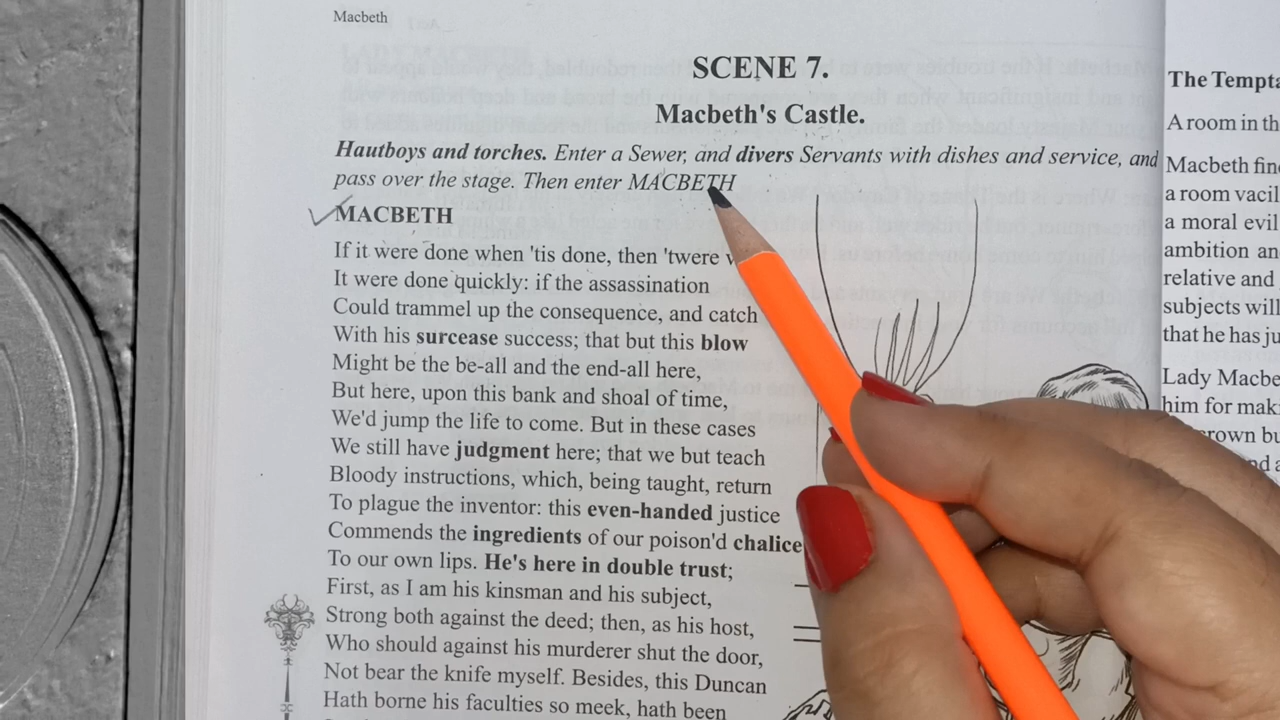 Macbeth
SCENE 7.
Macbeth's Castle.
Hautboys and torches. Enter a Sewer, and divers Servants with dishes and service, and
pass over the stage. Then enter MACBETH
MACBETH
If it were done when 'tis done, then 'twere
It were done quickly: if the assassination
Could trammel up the consequence, and catch
With his surcease success; that but this blow
Might be the be-all and the end-all here,
But here, upon this bank and shoal of time,
We'd jump the life to come. But in these cases
We still have judgment here; that we but teach
Bloody instructions, which, being taught, return
To plague the inventor: this even-handed justice
Commends the ingredients of our poison'd chalice
To our own lips. He's here in double trust;
First, as I am his kinsman and his subject,
Strong both against the deed; then, as his host,
Who should against his murderer shut the door,
Not bear the knife myself. Besides, this Duncan
Hath borne his faculties so meek, hath been
The
A room in
Macbeth
a room
a moral evil
ambition
relative and
subjects will
that he has
Lady
him for